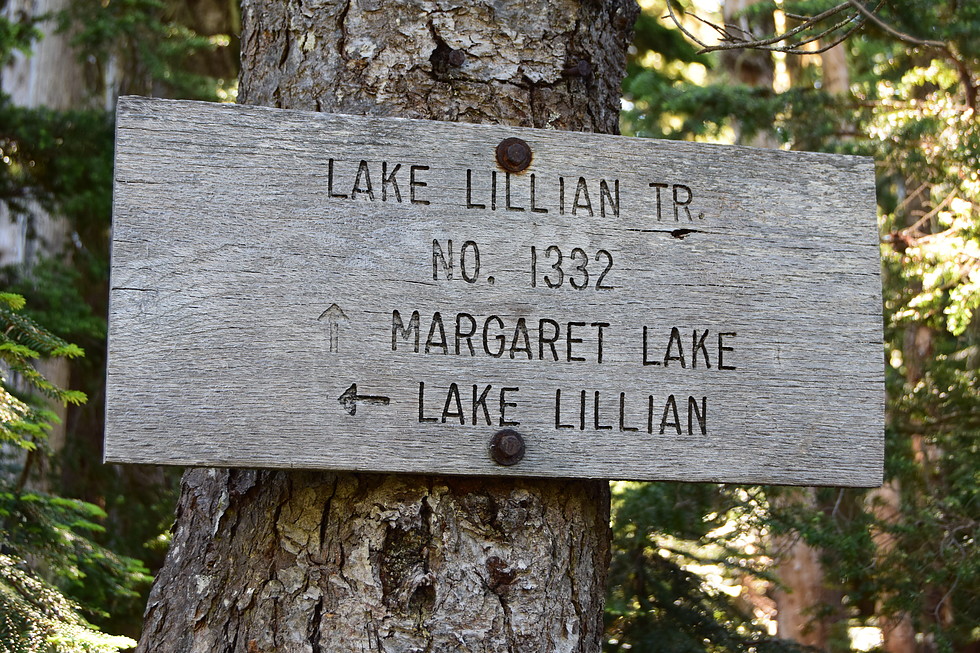 LAKE LILLIAN TR.
NO. 1332
↑ MARGARET LAKE
← LAKE LILLIAN